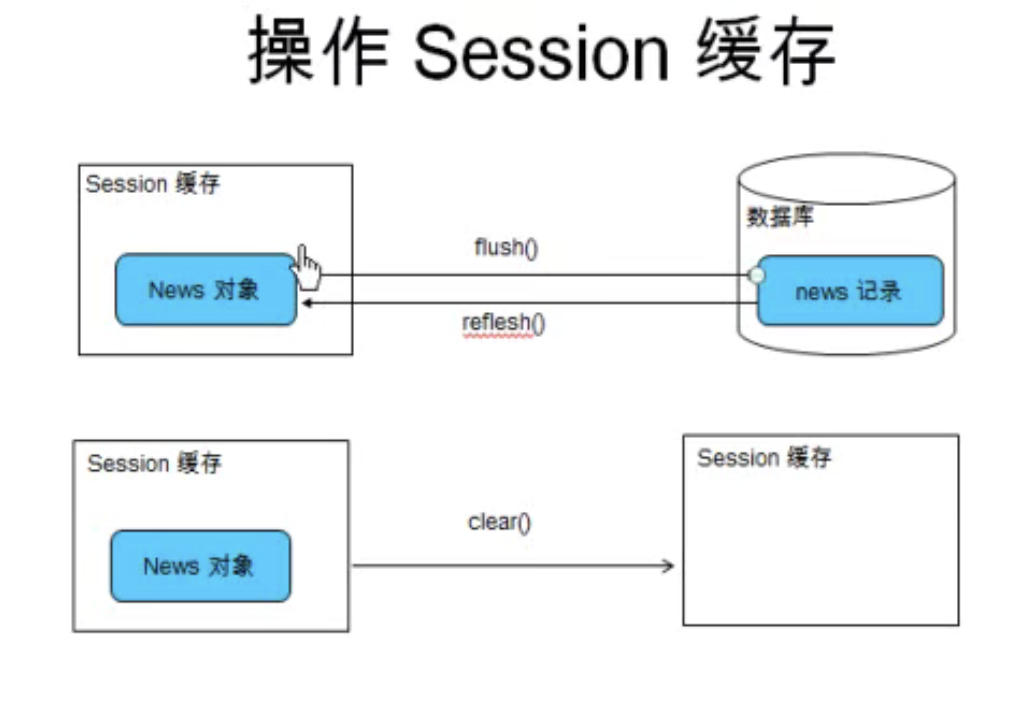 操作 Session 缓存
Session 缓存
数据库
flush()
News 对象
news 记录
reflesh()
Session 缓存
Session 缓存
clear()
News 对象